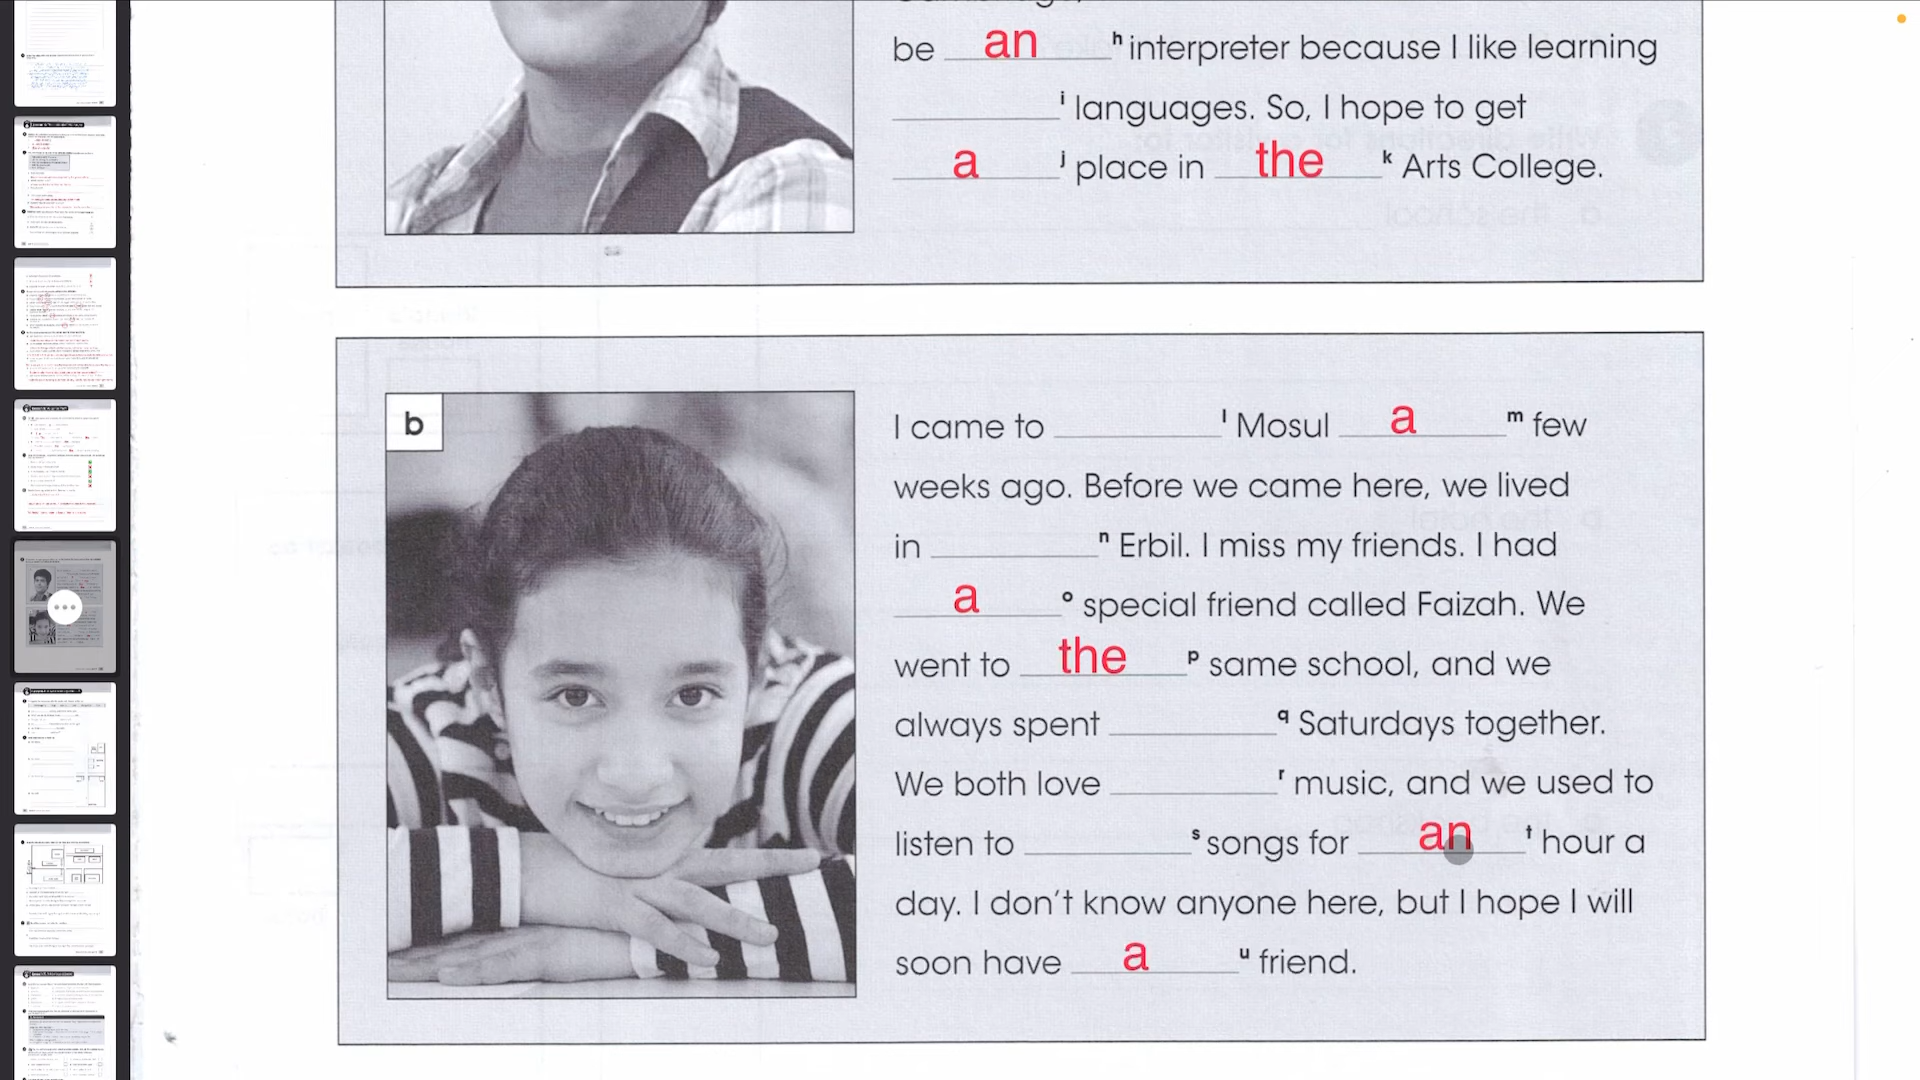 be an h interpreter because I like learning
i languages. So, I hope to get
a j place in the k Arts College.
b
I came to l Mosul a m few
weeks ago. Before we came here, we lived
in n Erbil. I miss my friends. I had
a o special friend called Faizah. We
went to the p same school, and we
always spent q Saturdays together.
We both love r music, and we used to
listen to s songs for an t hour a
day. I don't know anyone here, but I hope I will
soon have a u friend.